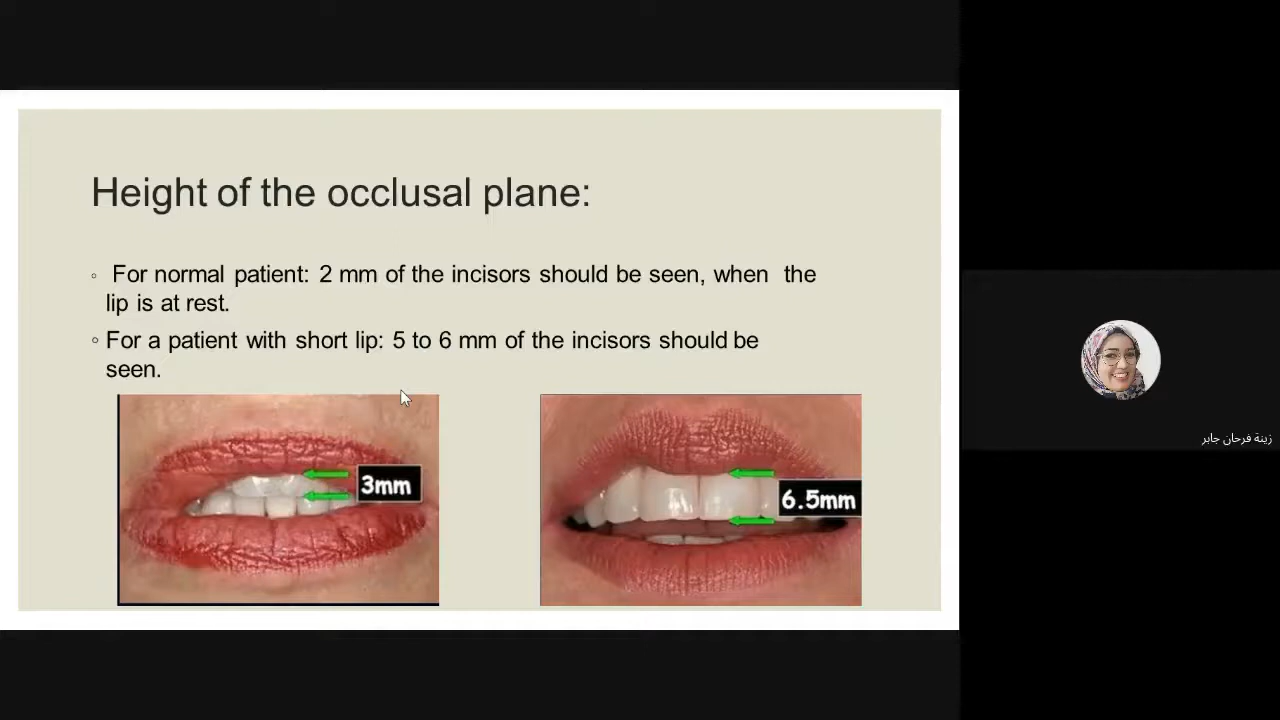 Height of the occlusal plane:
◦ For normal patient: 2 mm of the incisors should be seen, when the
lip is at rest.
◦ For a patient with short lip: 5 to 6 mm of the incisors should be
seen.
3mm
6.5mm
زينة فرحان جابر